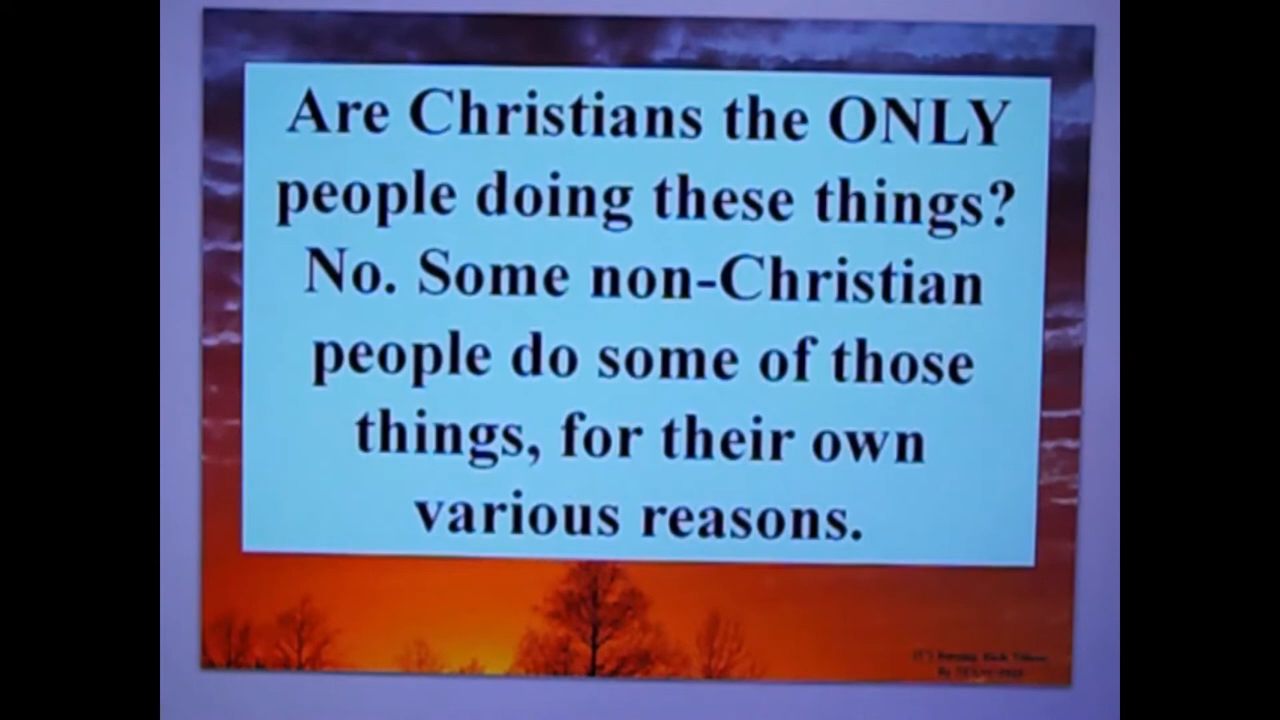 Are Christians the ONLY
people doing these things?
No. Some non-Christian
people do some of those
things, for their own
various reasons.